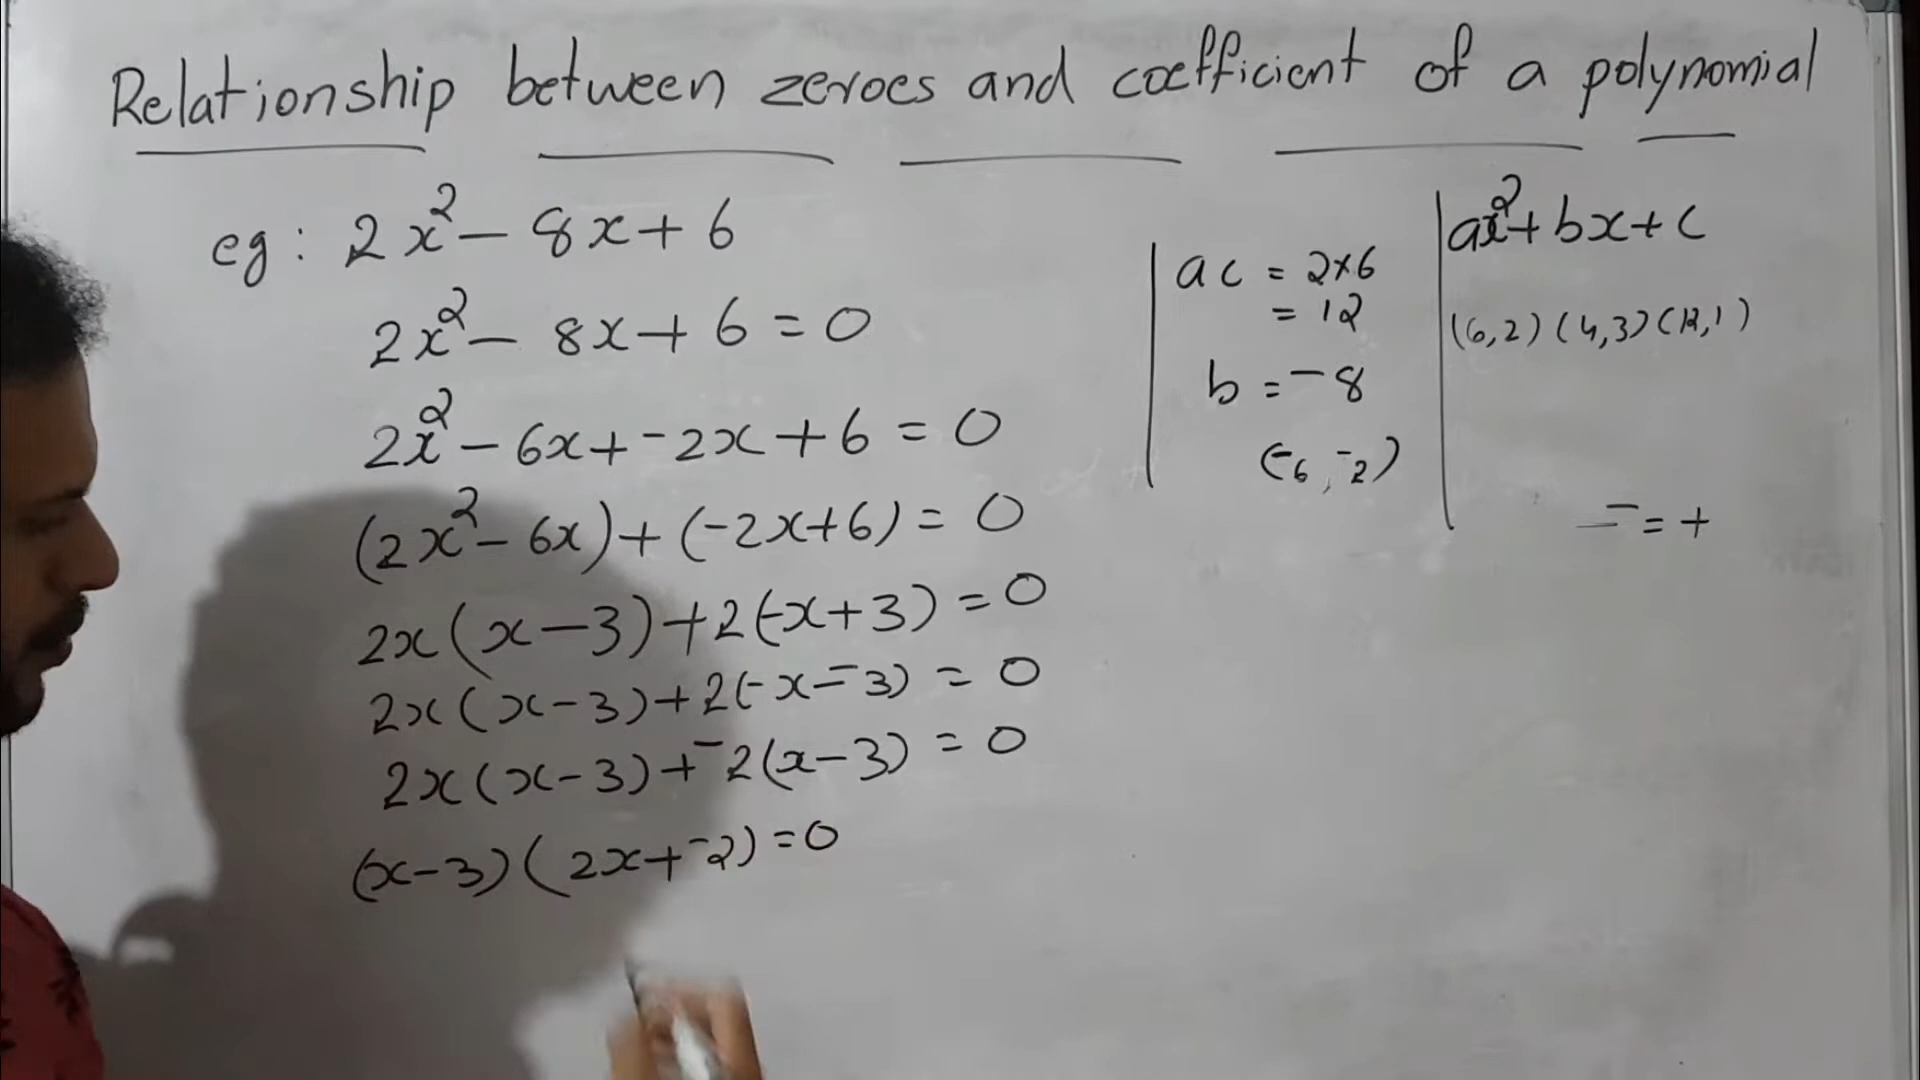 Relationship between zeroes and coefficient of a polynomial
eg: 2x² - 8x + 6
2x² - 8x + 6 = 0
2x² - 6x + -2x + 6 = 0
(2x² - 6x) + (-2x+6) = 0
2x(x-3) + 2(-x+3) = 0
2x(x-3) + 2(-x--3) = 0
2x(x-3) + -2(x-3) = 0
(x-3)(2x+-2) = 0
ac = 2×6
= 12
b = -8
(-6, -2)
ax²+bx+c
(6,2) (4,3) (12,1)
-- = +